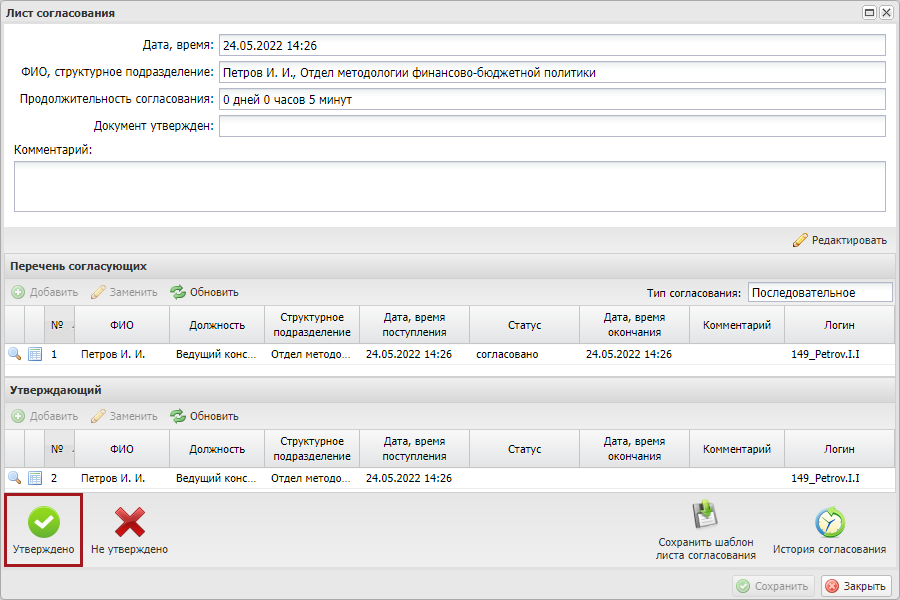 Лист согласования
Дата, время: 24.05.2022 14:26
ФИО, структурное подразделение: Петров И. И., Отдел методологии финансово-бюджетной политики
Продолжительность согласования: 0 дней 0 часов 5 минут
Документ утвержден:
Комментарий:
Редактировать
Перечень согласующих
Добавить Заменить Обновить Тип согласования: Последовательное
№ ФИО Должность Структурное подразделение Дата, время поступления Статус Дата, время окончания Комментарий Логин
1 Петров И. И. Ведущий конс... Отдел методо... 24.05.2022 14:26 согласовано 24.05.2022 14:26 149_Petrov.I.I
Утверждающий
Добавить Заменить Обновить
№ ФИО Должность Структурное подразделение Дата, время поступления Статус Дата, время окончания Комментарий Логин
2 Петров И. И. Ведущий конс... Отдел методо... 24.05.2022 14:26 149_Petrov.I.I
Утверждено Не утверждено Сохранить шаблон листа согласования История согласования
Сохранить Закрыть